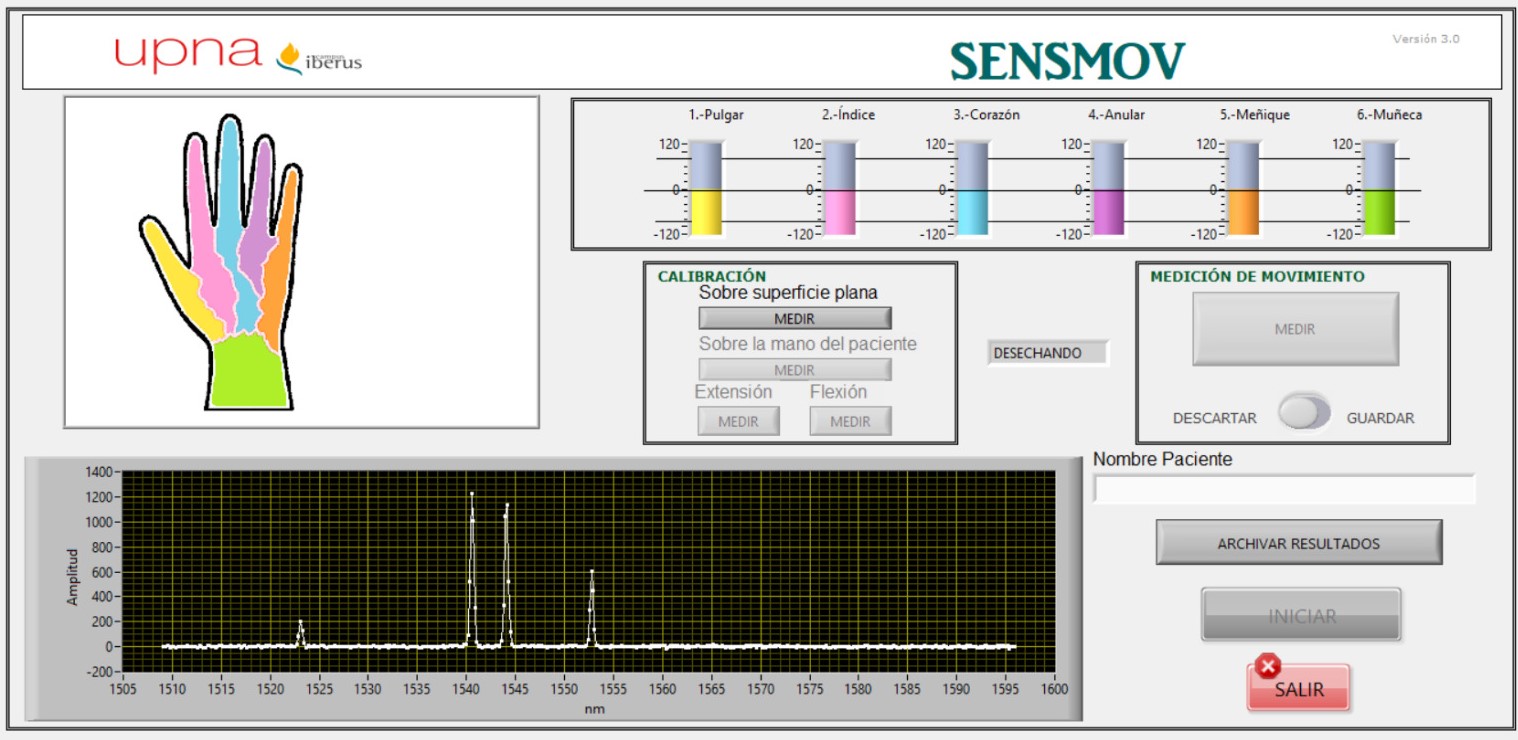 upna
campus
iberus
SENSMOV
Versión 3.0
1.-Pulgar 2.-Índice 3.-Corazón 4.-Anular 5.-Meñique 6.-Muñeca
120 120 120 120 120 120
0 0 0 0 0 0
-120 -120 -120 -120 -120 -120
CALIBRACIÓN
Sobre superficie plana
MEDIR
Sobre la mano del paciente
MEDIR
Extensión Flexión
MEDIR MEDIR
DESECHANDO
MEDICIÓN DE MOVIMIENTO
MEDIR
DESCARTAR GUARDAR
1400
1200
1000
800
600
400
200
0
-200
Amplitud
1505 1510 1515 1520 1525 1530 1535 1540 1545 1550 1555 1560 1565 1570 1575 1580 1585 1590 1595 1600
nm
Nombre Paciente
ARCHIVAR RESULTADOS
INICIAR
SALIR